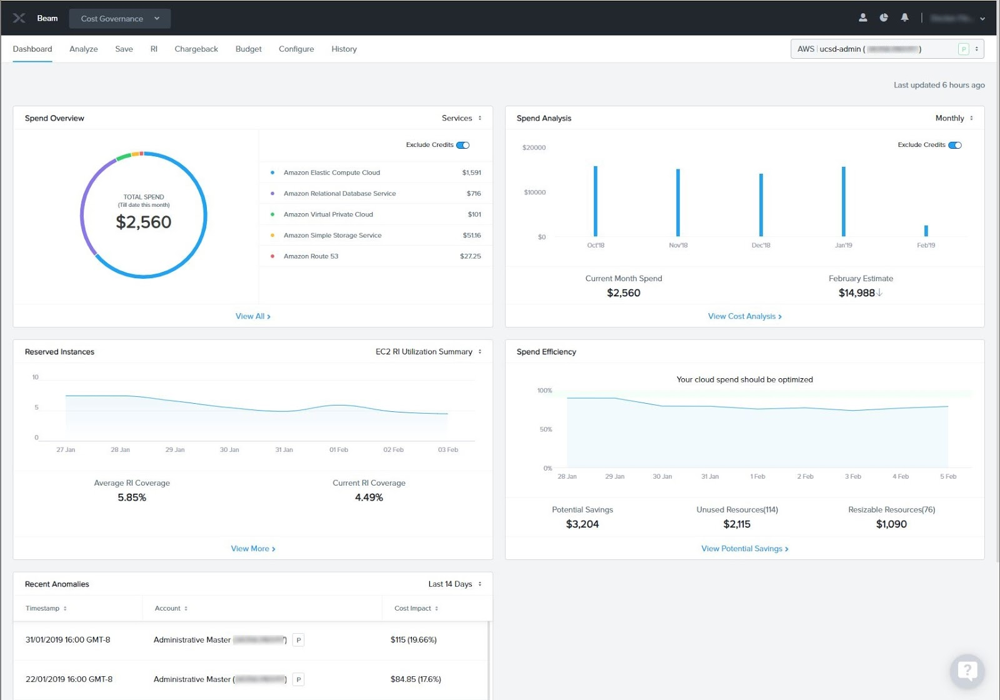 Beam Cost Governance
Dashboard Analyze Save RI Chargeback Budget Configure History AWS ucsd-admin ( ) P
Last updated 6 hours ago
Spend Overview Services
Exclude Credits
TOTAL SPEND
(Till date this month)
$2,560
Amazon Elastic Compute Cloud $1,591
Amazon Relational Database Service $716
Amazon Virtual Private Cloud $101
Amazon Simple Storage Service $51.16
Amazon Route 53 $27.25
View All >
Spend Analysis Monthly
Exclude Credits
$20000
$10000
$0
Oct'18 Nov'18 Dec'18 Jan'19 Feb'19
Current Month Spend February Estimate
$2,560 $14,988↓
View Cost Analysis >
Reserved Instances EC2 RI Utilization Summary
10
5
0
27 Jan 28 Jan 29 Jan 30 Jan 31 Jan 01 Feb 02 Feb 03 Feb
Average RI Coverage Current RI Coverage
5.85% 4.49%
View More >
Spend Efficiency
Your cloud spend should be optimized
100%
50%
0%
28 Jan 29 Jan 30 Jan 31 Jan 1 Feb 2 Feb 3 Feb 4 Feb 5 Feb
Potential Savings Unused Resources(114) Resizable Resources(76)
$3,204 $2,115 $1,090
View Potential Savings >
Recent Anomalies Last 14 Days
Timestamp Account Cost Impact
31/01/2019 16:00 GMT-8 Administrative Master ( ) P $115 (19.66%)
22/01/2019 16:00 GMT-8 Administrative Master ( ) P $84.85 (17.6%)
?